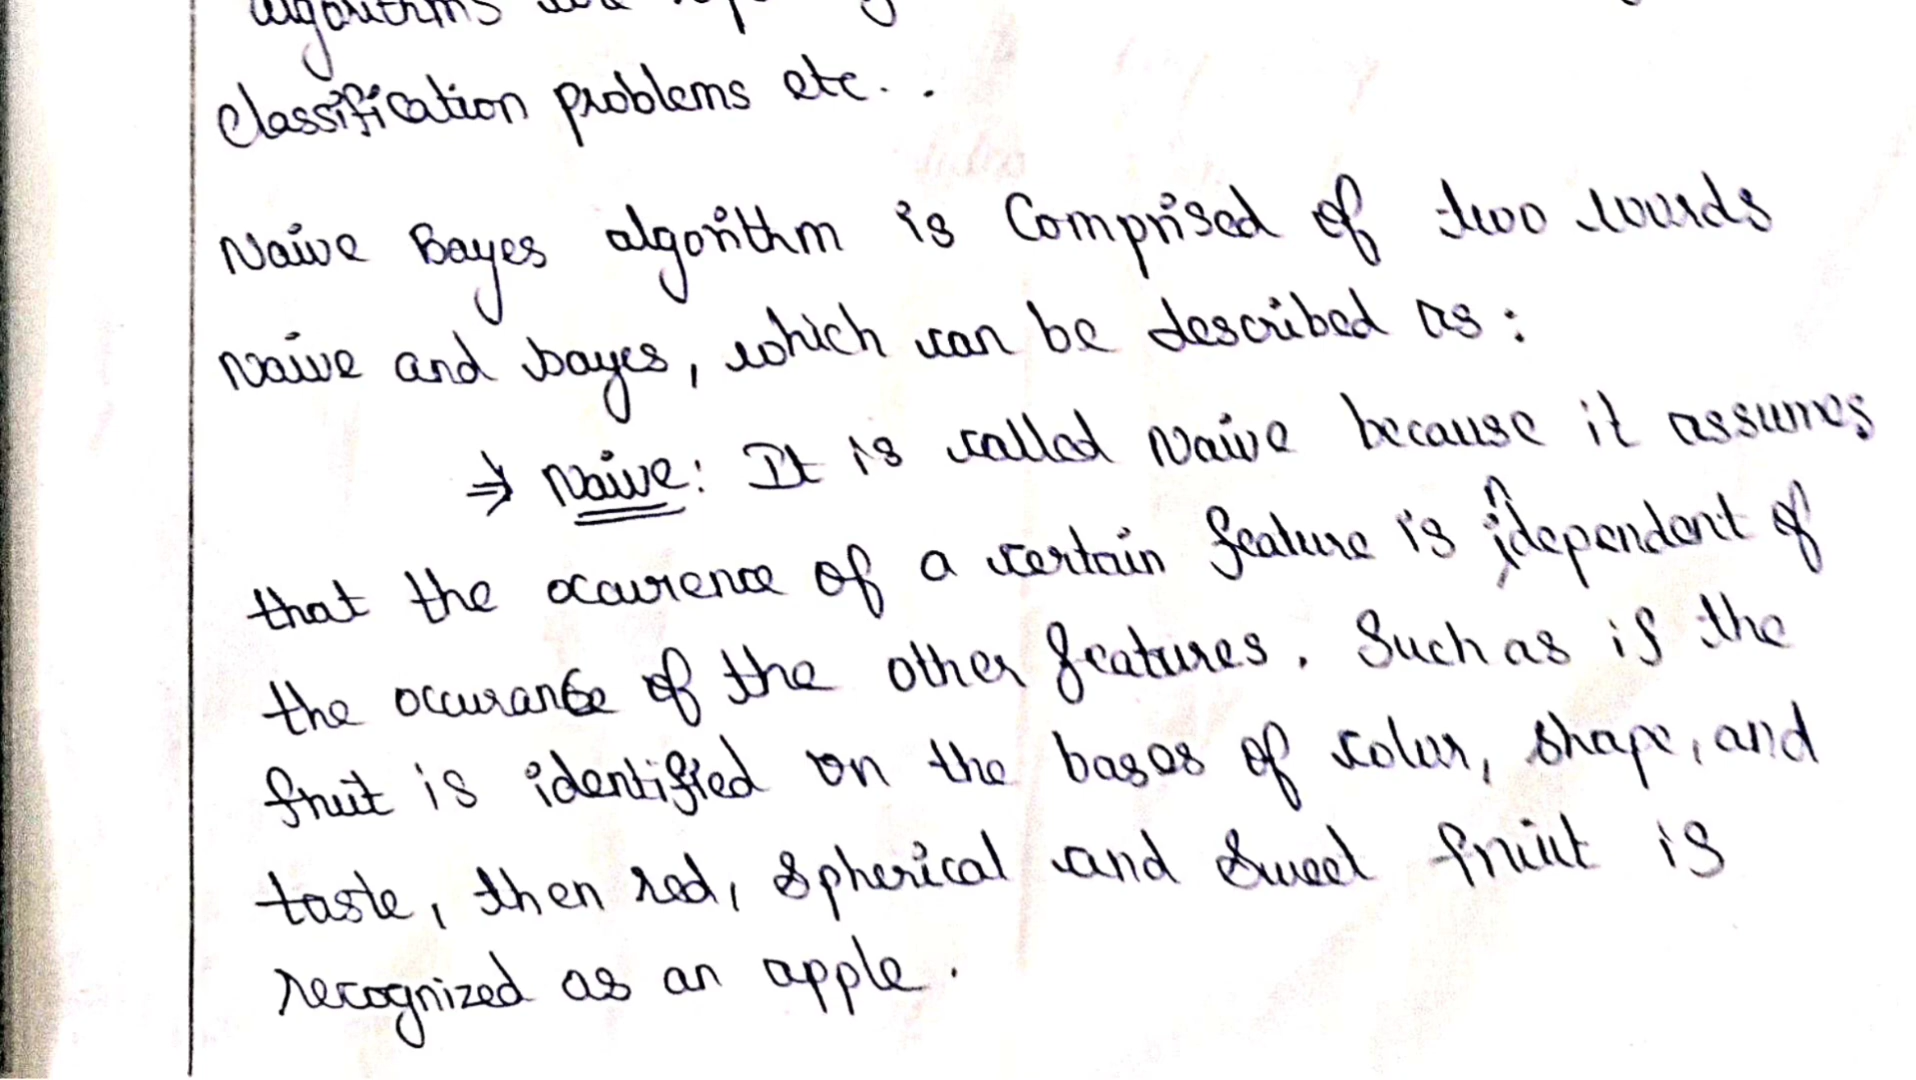 algorithms
classification problems etc..
Naive Bayes algorithm is comprised of two words
Naive and bayes, which can be described as:
⇒ Naive: It is called Naive because it assumes
that the occurence of a certain feature is independent of
the occurance of the other features. Such as if the
fruit is identified on the bases of color, shape, and
taste, then red, spherical and sweet fruit is
recognized as an apple.